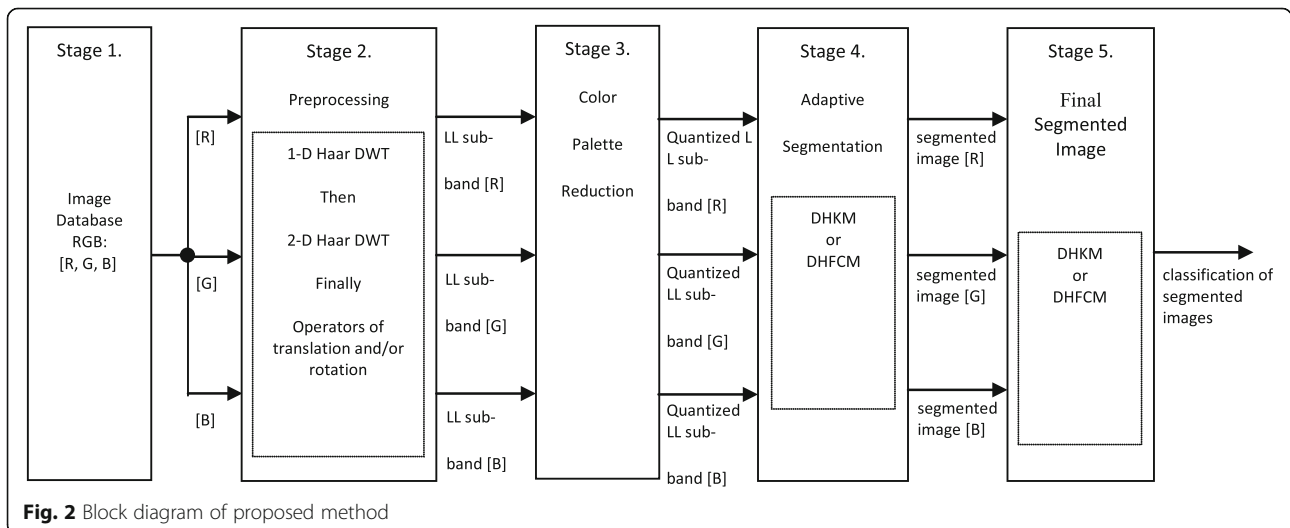 Stage 1.
Image
Database
RGB:
[R, G, B]
[R]
[G]
[B]
Stage 2.
Preprocessing
1-D Haar DWT
Then
2-D Haar DWT
Finally
Operators of
translation and/or
rotation
LL sub-
band [R]
LL sub-
band [G]
LL sub-
band [B]
Stage 3.
Color
Palette
Reduction
Quantized L
L sub-
band [R]
Quantized
LL sub-
band [G]
Quantized
LL sub-
band [B]
Stage 4.
Adaptive
Segmentation
DHKM
or
DHFCM
segmented
image [R]
segmented
image [G]
segmented
image [B]
Stage 5.
Final
Segmented
Image
DHKM
or
DHFCM
classification of
segmented
images
Fig. 2 Block diagram of proposed method